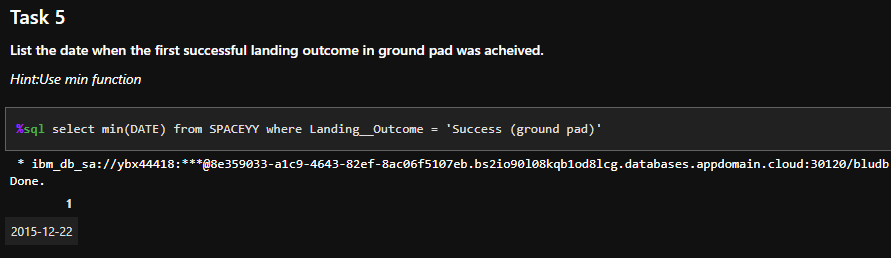 Task 5
List the date when the first successful landing outcome in ground pad was acheived.
Hint:Use min function
%sql select min(DATE) from SPACEYY where Landing__Outcome = 'Success (ground pad)'
* ibm_db_sa://ybx44418:***@8e359033-a1c9-4643-82ef-8ac06f5107eb.bs2io90l08kqb1od8lcg.databases.appdomain.cloud:30120/bludb
Done.
1
2015-12-22